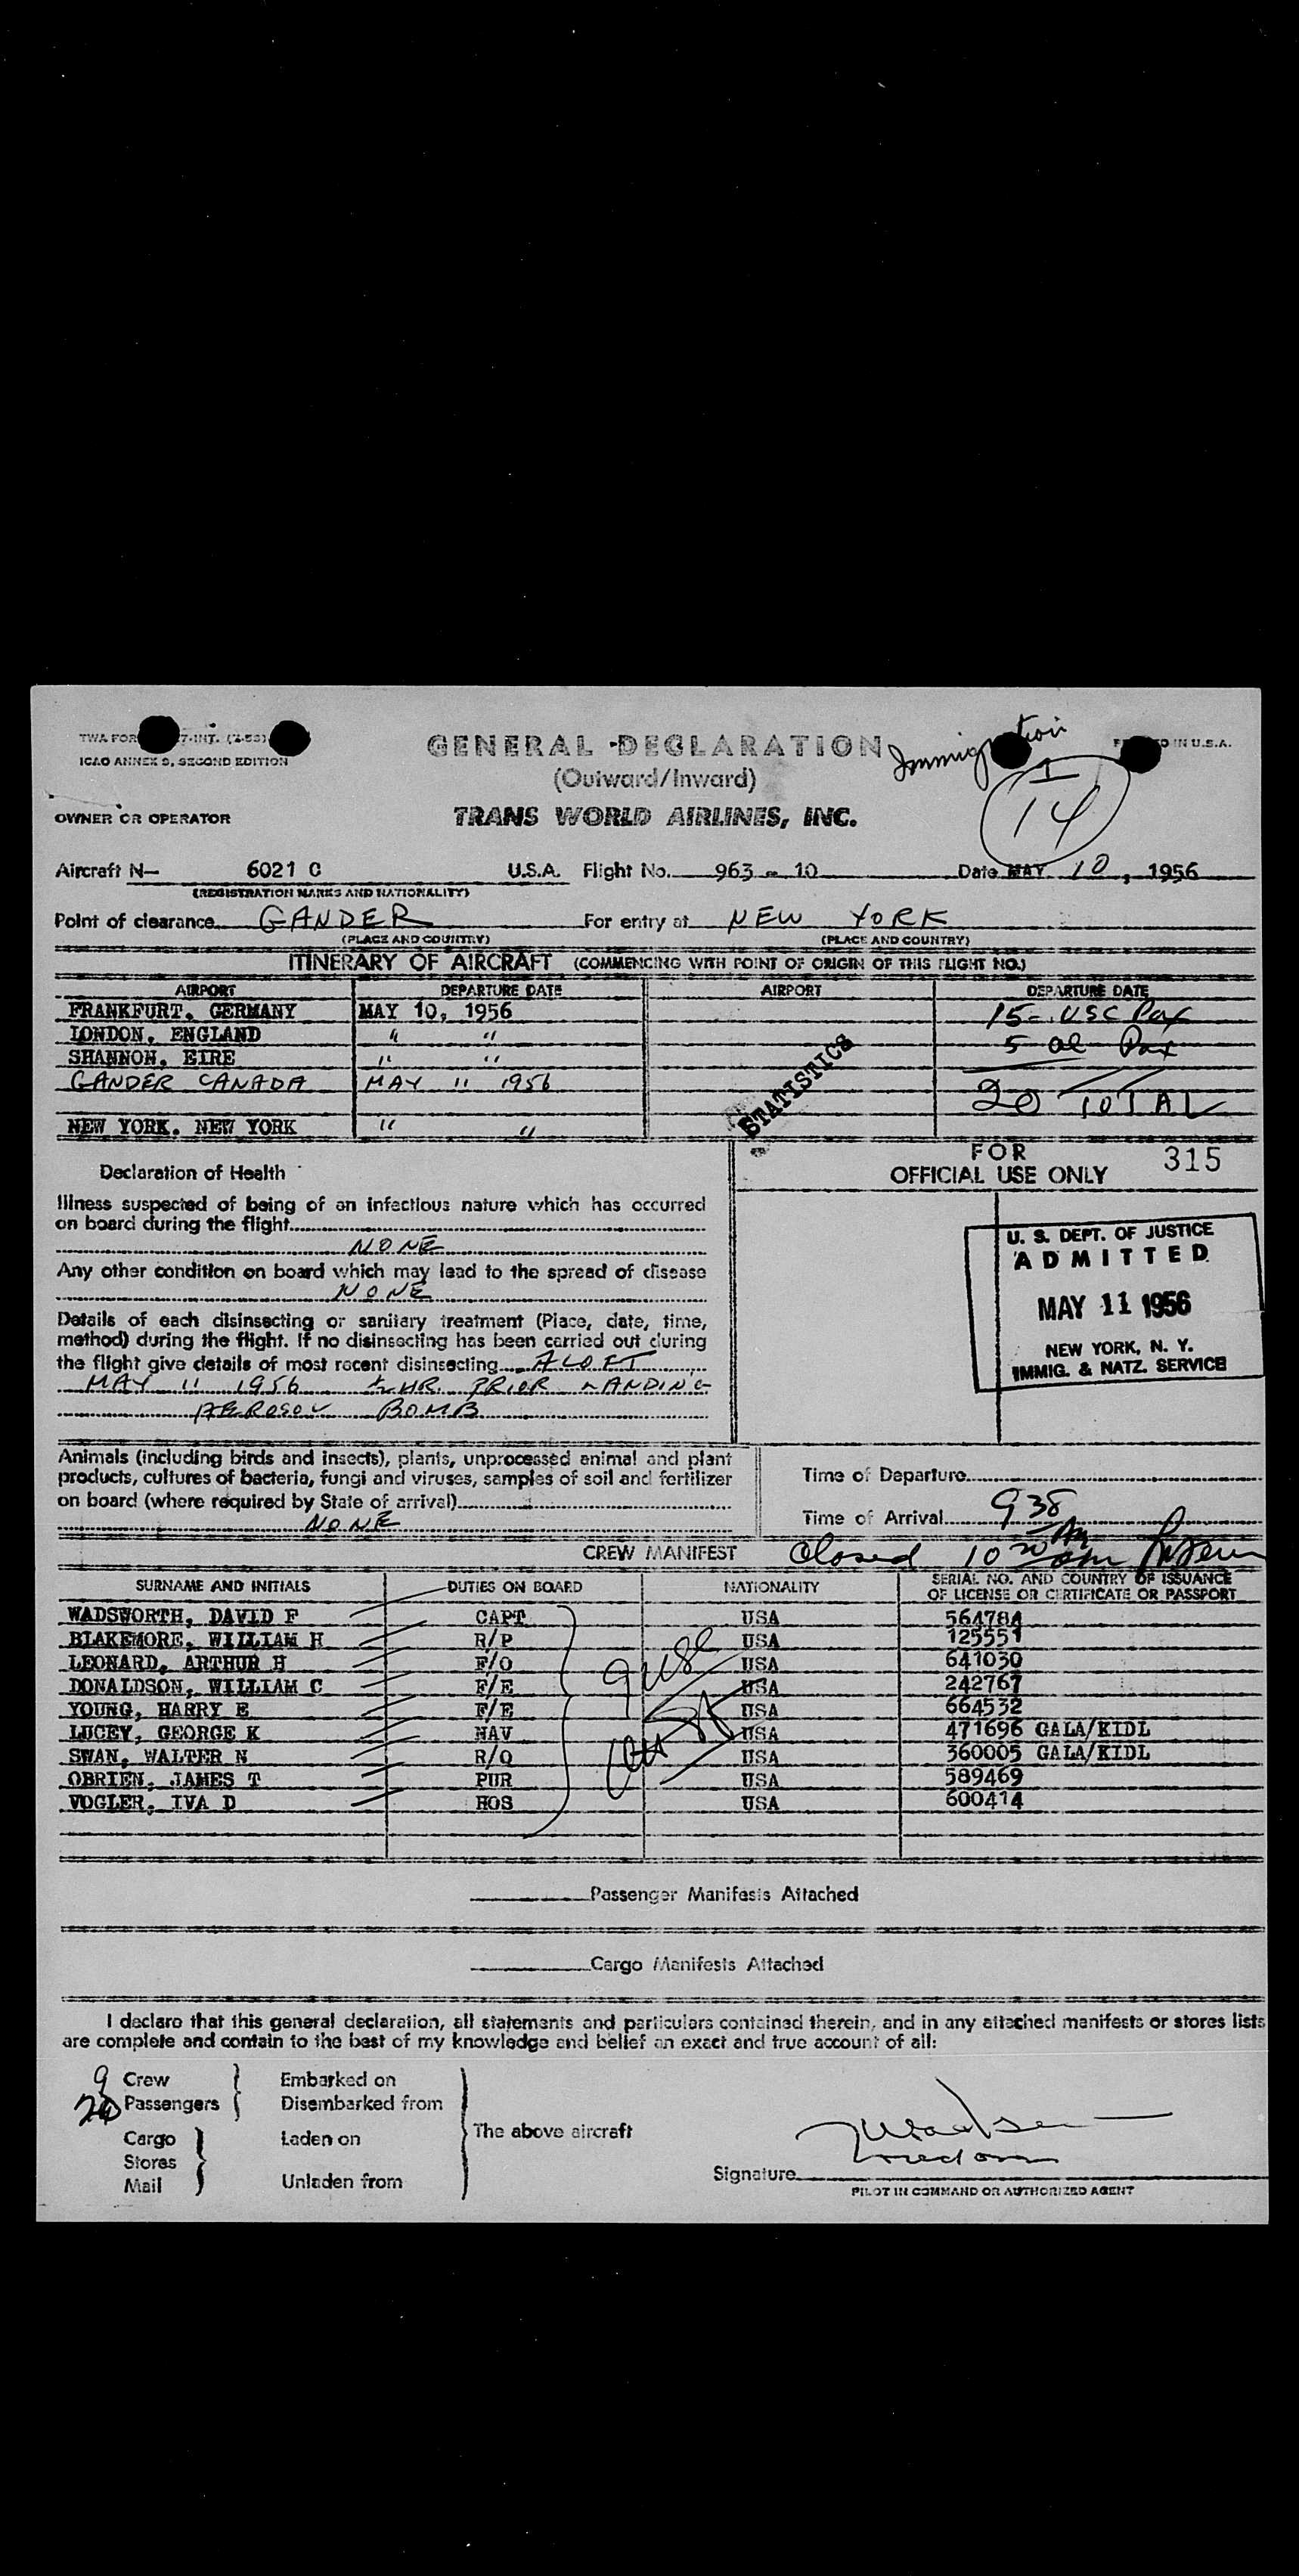 GENERAL DECLARATION
(Outward/Inward)
Immigration
1
14
ICAO ANNEX 9, SECOND EDITION
IN U.S.A.
OWNER OR OPERATOR TRANS WORLD AIRLINES, INC.
Aircraft N— 6021 C U.S.A. Flight No. 963 - 10 Date MAY 10, 1956
(REGISTRATION MARKS AND NATIONALITY)
Point of clearance GANDER For entry at NEW YORK
(PLACE AND COUNTRY) (PLACE AND COUNTRY)
ITINERARY OF AIRCRAFT (COMMENCING WITH POINT OF ORIGIN OF THIS FLIGHT NO.)
AIRPORT DEPARTURE DATE AIRPORT DEPARTURE DATE
FRANKFURT, GERMANY MAY 10, 1956 15- USC Pax
LONDON, ENGLAND " " 5 al Pax
SHANNON, EIRE " "
GANDER CANADA MAY 11 1956 20 TOTAL
STATISTICS
NEW YORK. NEW YORK " "
FOR
OFFICIAL USE ONLY 315
Declaration of Health
Illness suspected of being of an infectious nature which has occurred
on board during the flight
NONE
Any other condition on board which may lead to the spread of disease
NONE
Details of each disinsecting or sanitary treatment (Place, date, time,
method) during the flight. If no disinsecting has been carried out during
the flight give details of most recent disinsecting ALOFT
MAY 11 1956 ½ HR PRIOR LANDING
AEROSOL BOMB
U. S. DEPT. OF JUSTICE
ADMITTED
MAY 11 1956
NEW YORK, N. Y.
IMMIG. & NATZ. SERVICE
Animals (including birds and insects), plants, unprocessed animal and plant
products, cultures of bacteria, fungi and viruses, samples of soil and fertilizer
on board (where required by State of arrival)
NONE
Time of Departure
Time of Arrival 938 AM
CREW MANIFEST Closed 10 20 am
SURNAME AND INITIALS DUTIES ON BOARD NATIONALITY SERIAL NO. AND COUNTRY OF ISSUANCE
OF LICENSE OR CERTIFICATE OR PASSPORT
WADSWORTH, DAVID F CAPT USA 564784
BLAKEMORE, WILLIAM H R/P USA 125551
LEONARD, ARTHUR H F/O USA 641030
DONALDSON, WILLIAM C F/E USA 242767
YOUNG, HARRY E F/E USA 664532
LUCEY, GEORGE K NAV USA 471696 GALA/KIDL
SWAN, WALTER N R/O USA 360005 GALA/KIDL
OBRIEN, JAMES T PUR USA 589469
VOGLER, IVA D HOS USA 600414
9 USC
Passenger Manifests Attached
Cargo Manifests Attached
I declare that this general declaration, all statements and particulars contained therein, and in any attached manifests or stores lists
are complete and contain to the best of my knowledge and belief an exact and true account of all:
9 Crew Embarked on
20 Passengers Disembarked from
The above aircraft
Cargo Laden on
Stores
Mail Unladen from
Signature
PILOT IN COMMAND OR AUTHORIZED AGENT